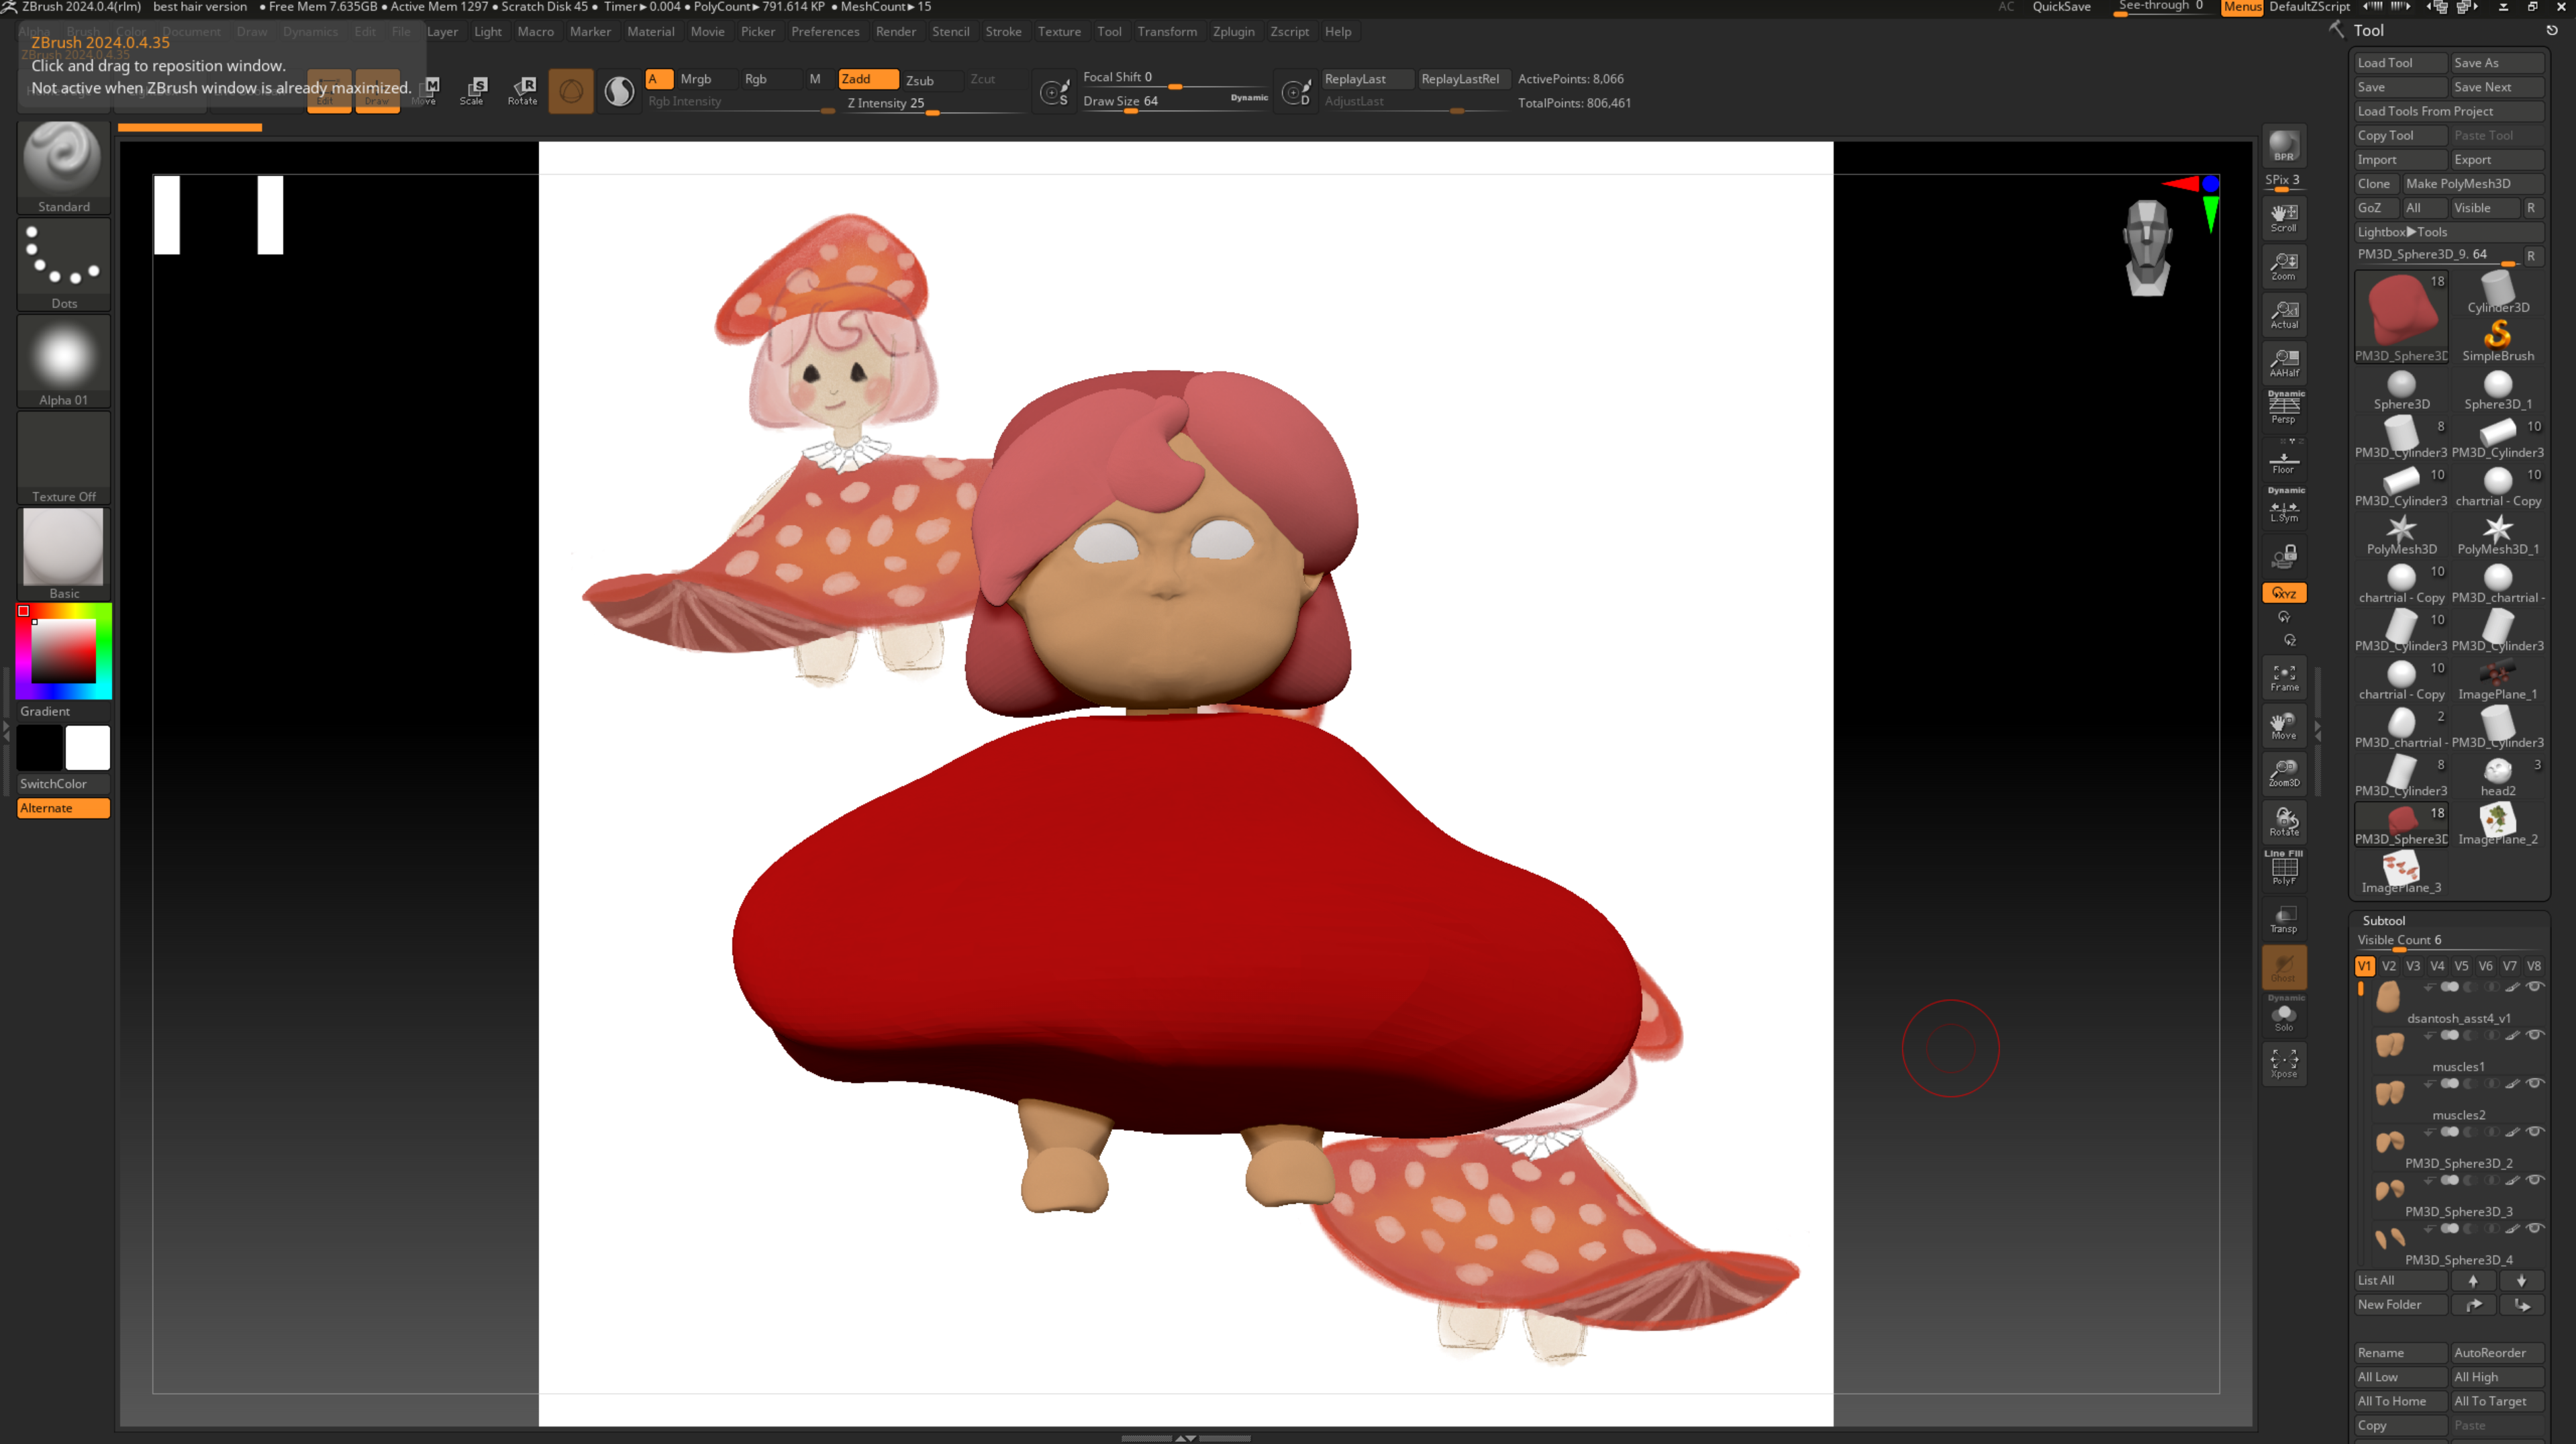 ZBrush 2024.0.4(rlm) best hair version • Free Mem 7.635GB • Active Mem 1297 • Scratch Disk 45 • Timer▶0.004 • PolyCount▶791.614 KP • MeshCount▶15 AC QuickSave See-through 0 Menus DefaultZScript
Alpha Brush Color Document Draw Dynamics Edit File Layer Light Macro Marker Material Movie Picker Preferences Render Stencil Stroke Texture Tool Transform Zplugin Zscript Help
ZBrush 2024.0.4.35
ZBrush 2024.0.4.35
Click and drag to reposition window.
Not active when ZBrush window is already maximized.
Edit Draw Move Scale Rotate
A Mrgb Rgb M Zadd Zsub Zcut
Rgb Intensity Z Intensity 25
Focal Shift 0
Draw Size 64 Dynamic
S D
ReplayLast ReplayLastRel ActivePoints: 8,066
AdjustLast TotalPoints: 806,461
Standard
Dots
Alpha 01
Texture Off
Basic
Gradient
SwitchColor
Alternate
BPR
SPix 3
Scroll
Zoom
Actual
AAHalf
Dynamic
Persp
Floor
Dynamic
L.Sym
XYZ
Y
Z
Frame
Move
Zoom3D
Rotate
Line Fill
PolyF
Transp
Ghost
Dynamic
Solo
Xpose
Tool
Load Tool Save As
Save Save Next
Load Tools From Project
Copy Tool Paste Tool
Import Export
Clone Make PolyMesh3D
GoZ All Visible R
Lightbox▶Tools
PM3D_Sphere3D_9. 64 R
18
Cylinder3D
PM3D_Sphere3D SimpleBrush
Sphere3D Sphere3D_1
8 10
PM3D_Cylinder3 PM3D_Cylinder3
10 10
PM3D_Cylinder3 chartrial - Copy
PolyMesh3D PolyMesh3D_1
10
chartrial - Copy PM3D_chartrial -
10
PM3D_Cylinder3 PM3D_Cylinder3
10
chartrial - Copy ImagePlane_1
2
PM3D_chartrial - PM3D_Cylinder3
8 3
PM3D_Cylinder3 head2
18
PM3D_Sphere3D ImagePlane_2
ImagePlane_3
Subtool
Visible Count 6
V1 V2 V3 V4 V5 V6 V7 V8
dsantosh_asst4_v1
muscles1
muscles2
PM3D_Sphere3D_2
PM3D_Sphere3D_3
PM3D_Sphere3D_4
List All
New Folder
Rename AutoReorder
All Low All High
All To Home All To Target
Copy Paste